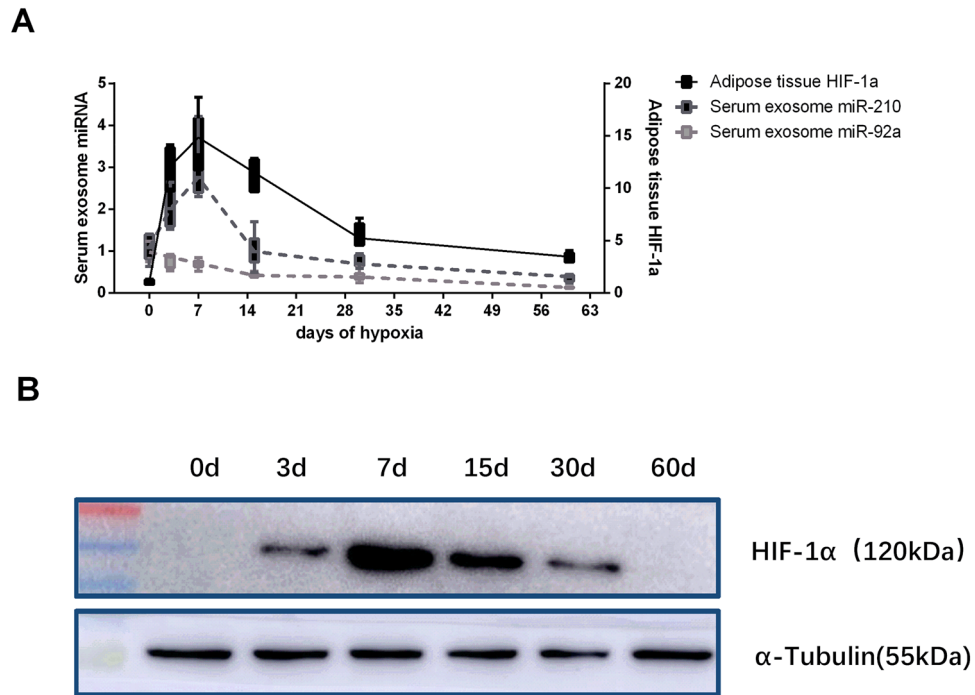 A
Serum exosome miRNA
5
4
3
2
1
0
0 7 14 21 28 35 42 49 56 63
days of hypoxia
20
15
10
5
0
Adipose tissue HIF-1a
Adipose tissue HIF-1a
Serum exosome miR-210
Serum exosome miR-92a
B
0d 3d 7d 15d 30d 60d
HIF-1α（120kDa）
α-Tubulin(55kDa)